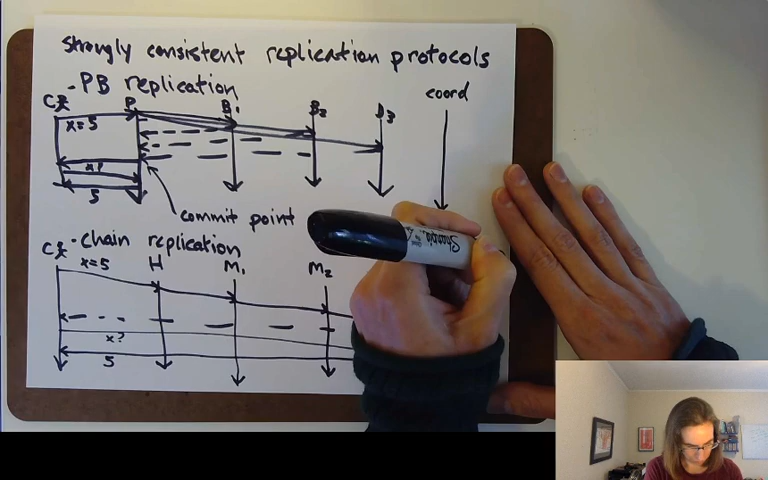 strongly consistent replication protocols
- PB replication
coord
P B₁ B₂ B₃
x=5
x?
5
commit point
Sharpie
- chain replication
x=5 H M₁ M₂
x?
5